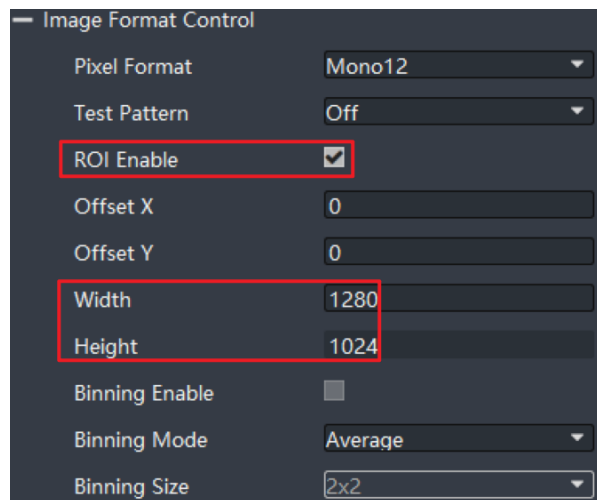 Image Format Control
Pixel Format Mono12
Test Pattern Off
ROI Enable
Offset X 0
Offset Y 0
Width 1280
Height 1024
Binning Enable
Binning Mode Average
Binning Size 2x2